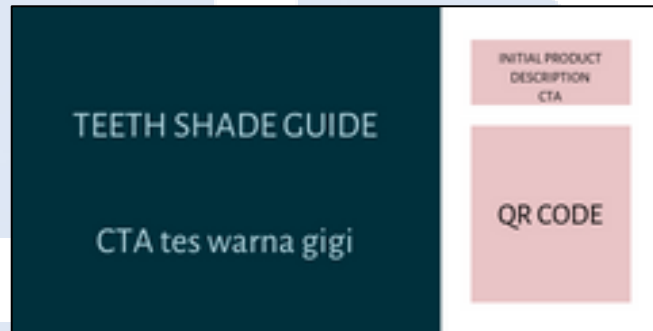 TEETH SHADE GUIDE
CTA tes warna gigi
INITIAL PRODUCT
DESCRIPTION
CTA
QR CODE